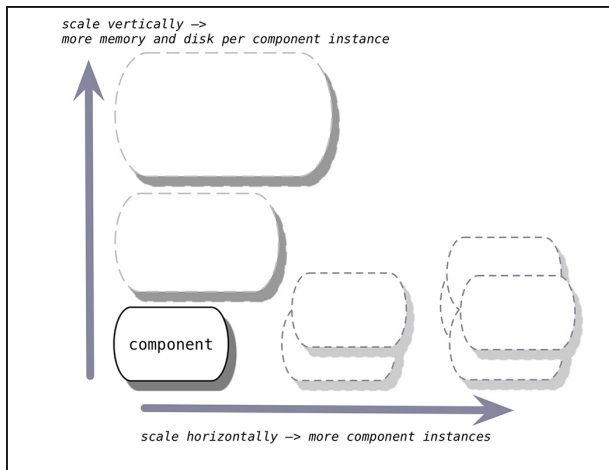 scale vertically —>
more memory and disk per component instance
component
scale horizontally —> more component instances